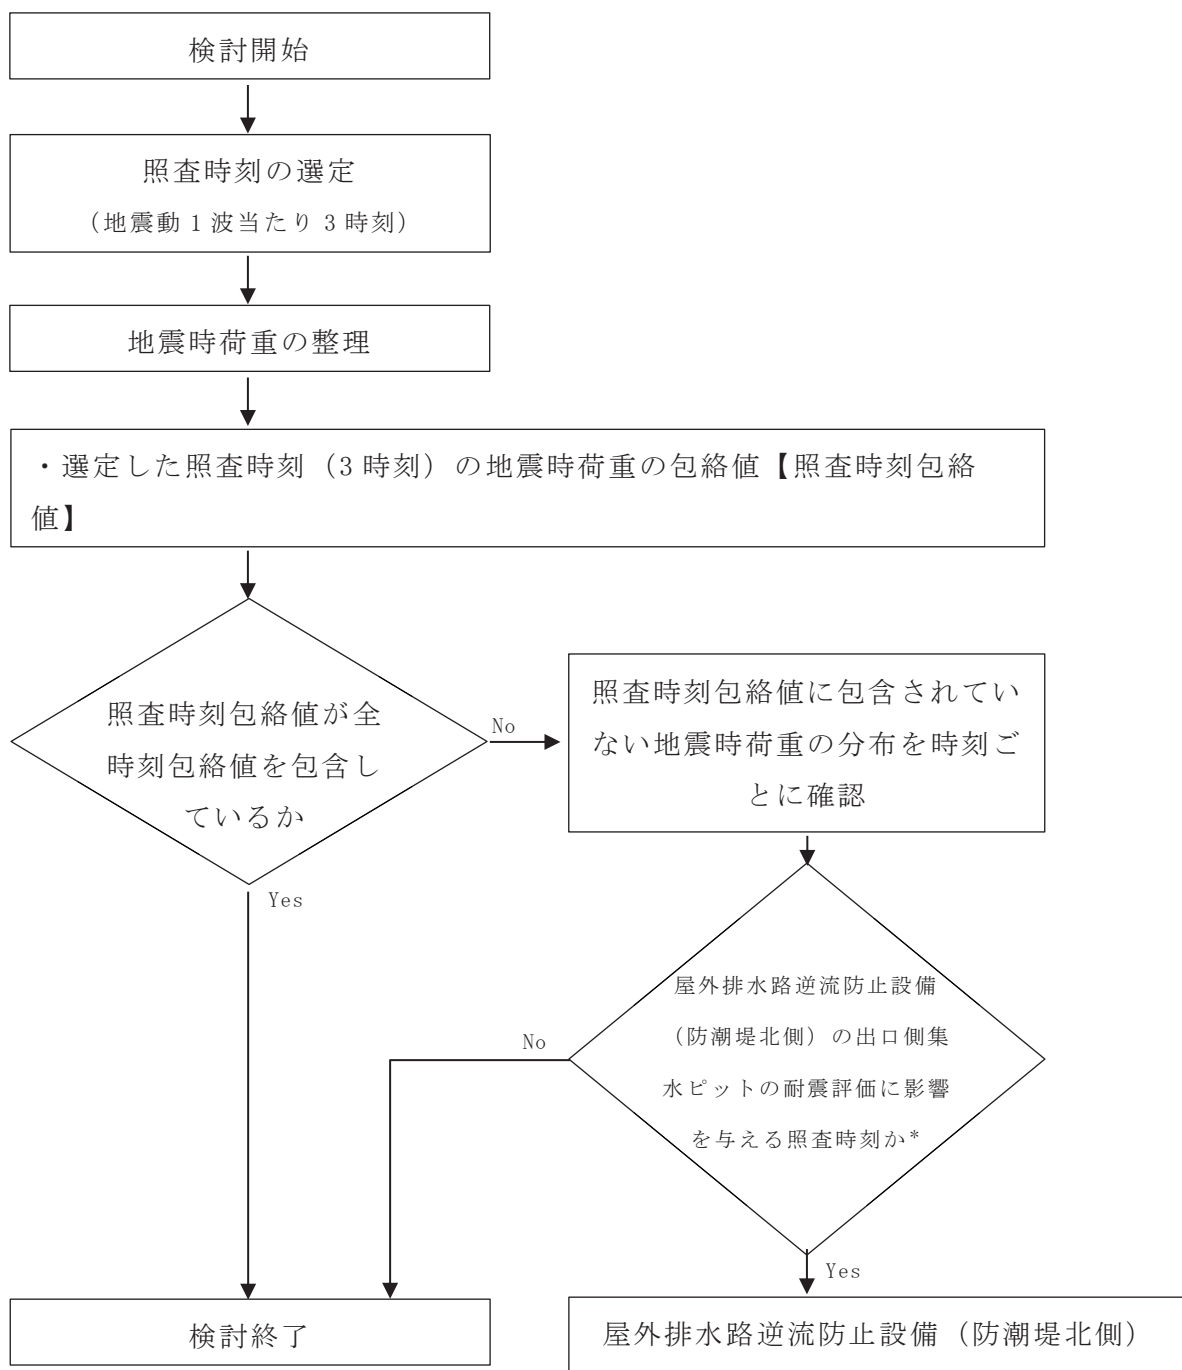 検討開始
照査時刻の選定
（地震動1波当たり3時刻）
地震時荷重の整理
・選定した照査時刻（3時刻）の地震時荷重の包絡値【照査時刻包絡
値】
照査時刻包絡値が全
時刻包絡値を包含し
ているか
No
照査時刻包絡値に包含されてい
ない地震時荷重の分布を時刻ご
とに確認
Yes
屋外排水路逆流防止設備
（防潮堤北側）の出口側集
水ピットの耐震評価に影響
を与える照査時刻か*
No
Yes
検討終了
屋外排水路逆流防止設備（防潮堤北側）